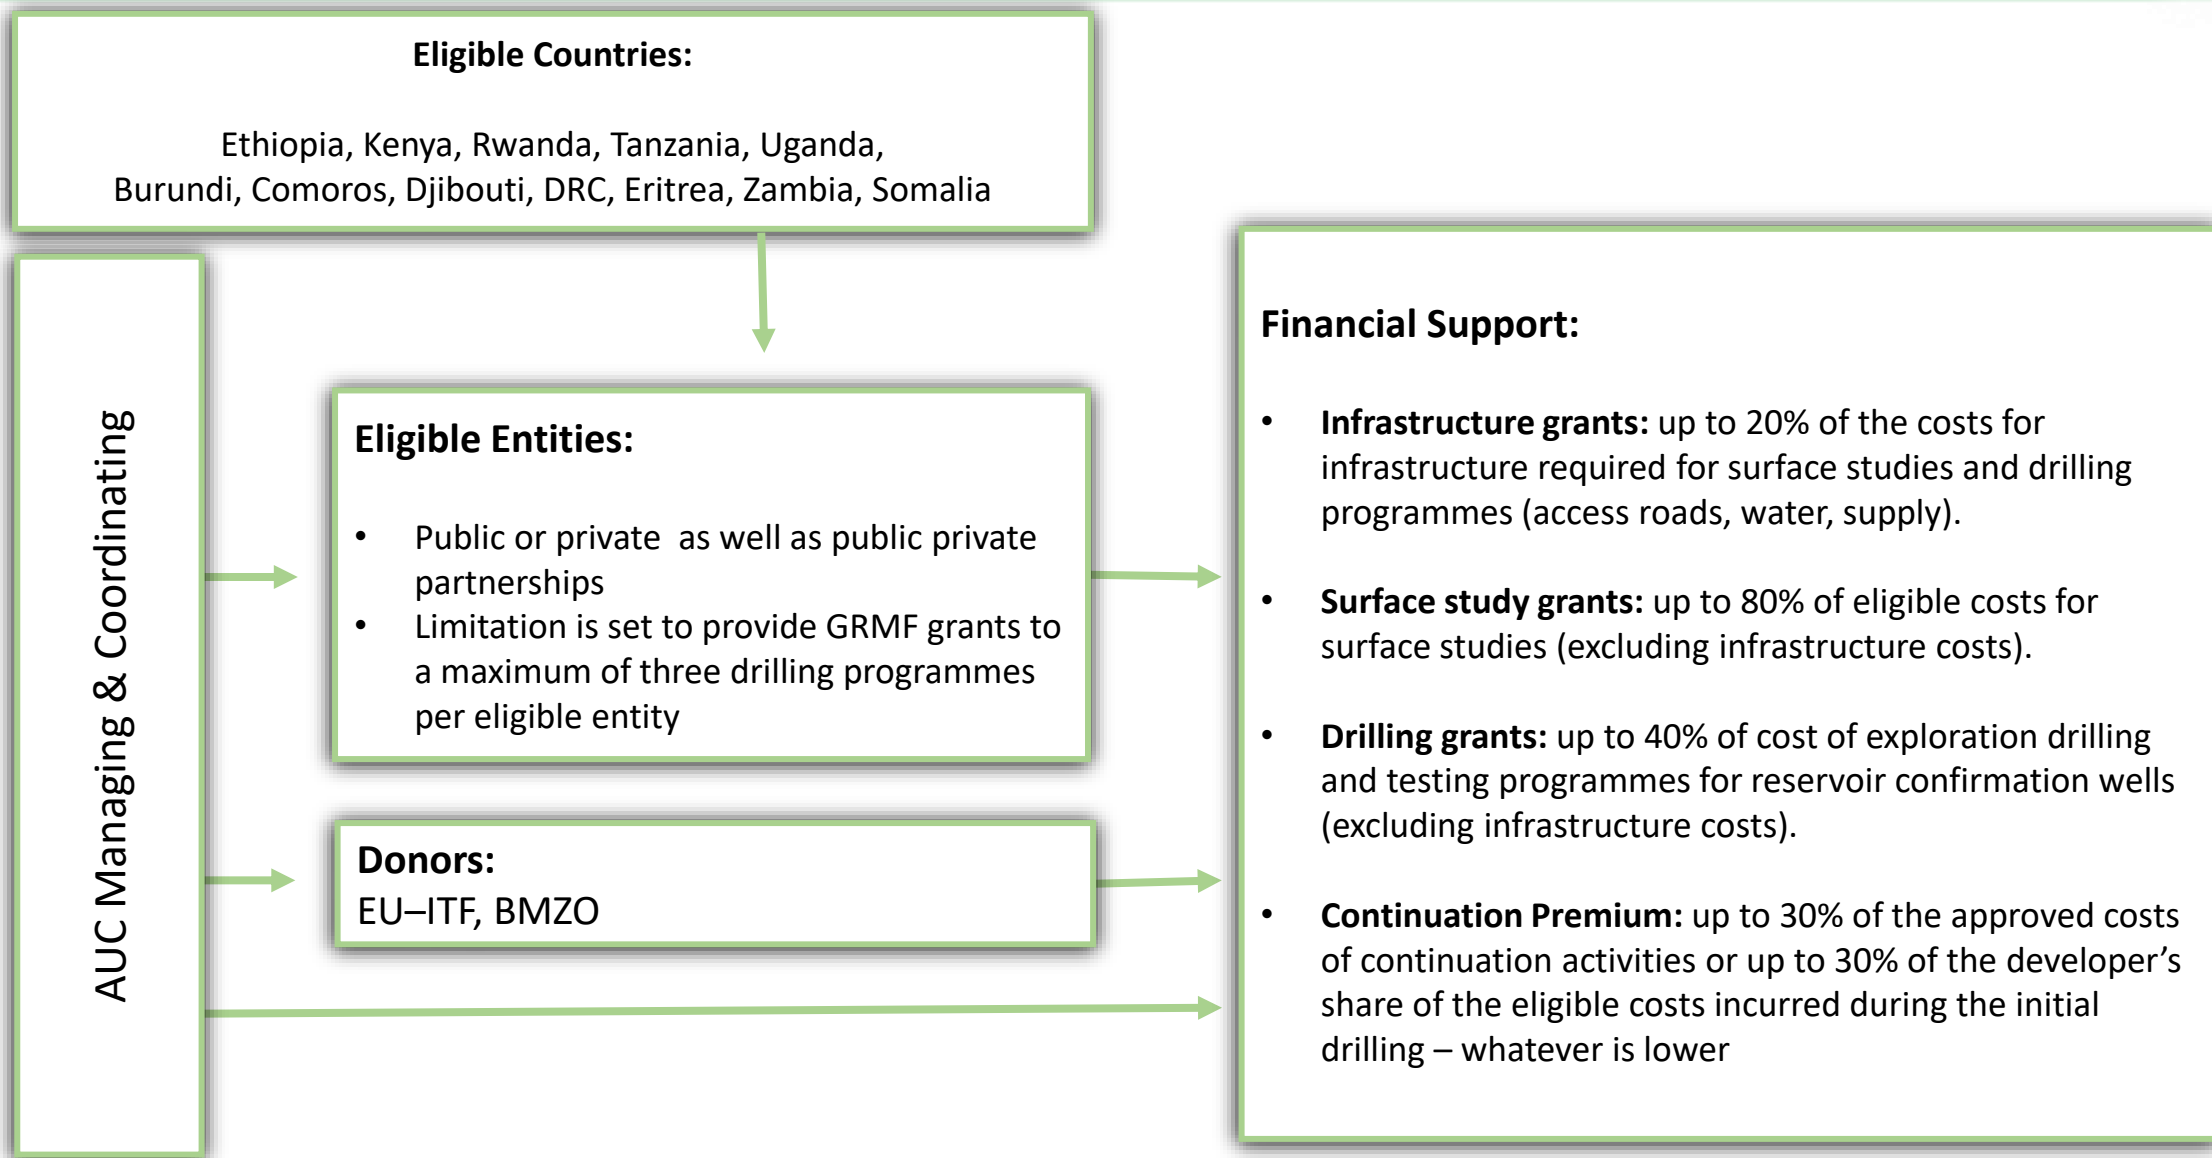 Eligible Countries:
Ethiopia, Kenya, Rwanda, Tanzania, Uganda,
Burundi, Comoros, Djibouti, DRC, Eritrea, Zambia, Somalia
AUC Managing & Coordinating
Eligible Entities:
• Public or private as well as public private
partnerships
• Limitation is set to provide GRMF grants to
a maximum of three drilling programmes
per eligible entity
Donors:
EU–ITF, BMZO
Financial Support:
• Infrastructure grants: up to 20% of the costs for
infrastructure required for surface studies and drilling
programmes (access roads, water, supply).
• Surface study grants: up to 80% of eligible costs for
surface studies (excluding infrastructure costs).
• Drilling grants: up to 40% of cost of exploration drilling
and testing programmes for reservoir confirmation wells
(excluding infrastructure costs).
• Continuation Premium: up to 30% of the approved costs
of continuation activities or up to 30% of the developer’s
share of the eligible costs incurred during the initial
drilling – whatever is lower